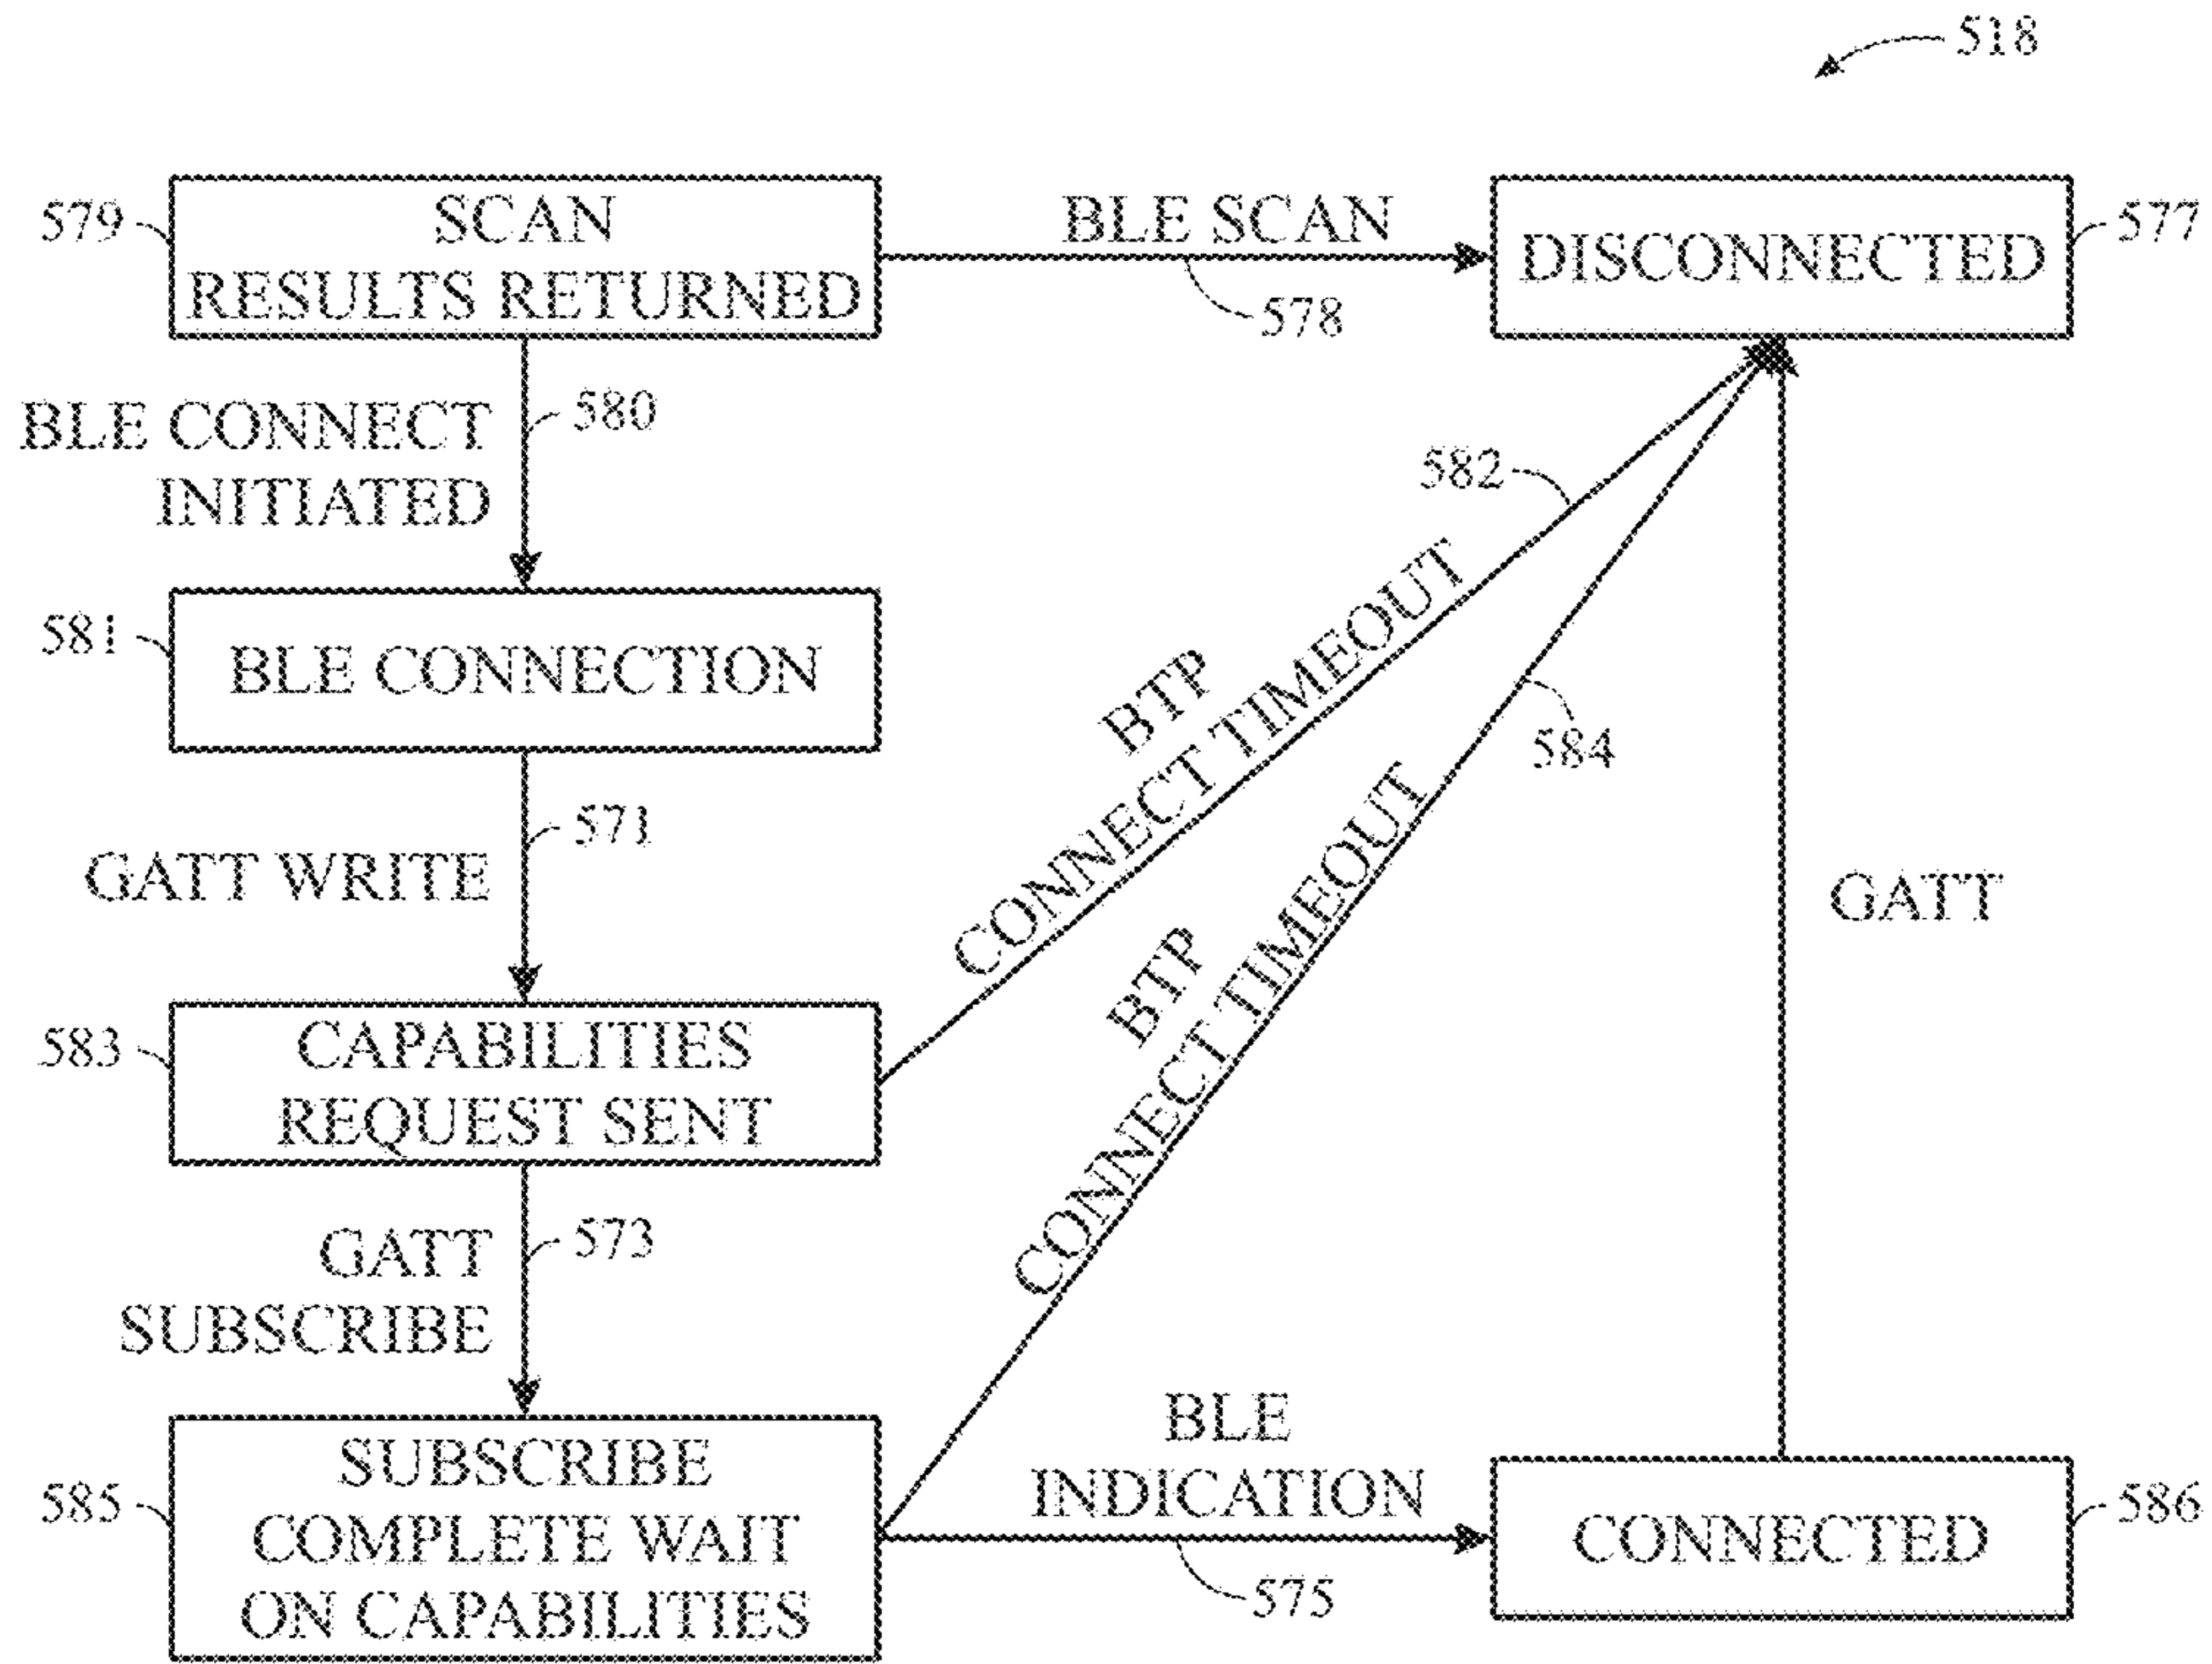 518
579
SCAN
RESULTS RETURNED
BLE SCAN
578
DISCONNECTED
577
BLE CONNECT
INITIATED
580
582
581
BLE CONNECTION
BTP
CONNECT TIMEOUT
584
GATT WRITE
571
GATT
583
CAPABILITIES
REQUEST SENT
BTP
CONNECT TIMEOUT
GATT
SUBSCRIBE
573
585
SUBSCRIBE
COMPLETE WAIT
ON CAPABILITIES
BLE
INDICATION
575
CONNECTED
586